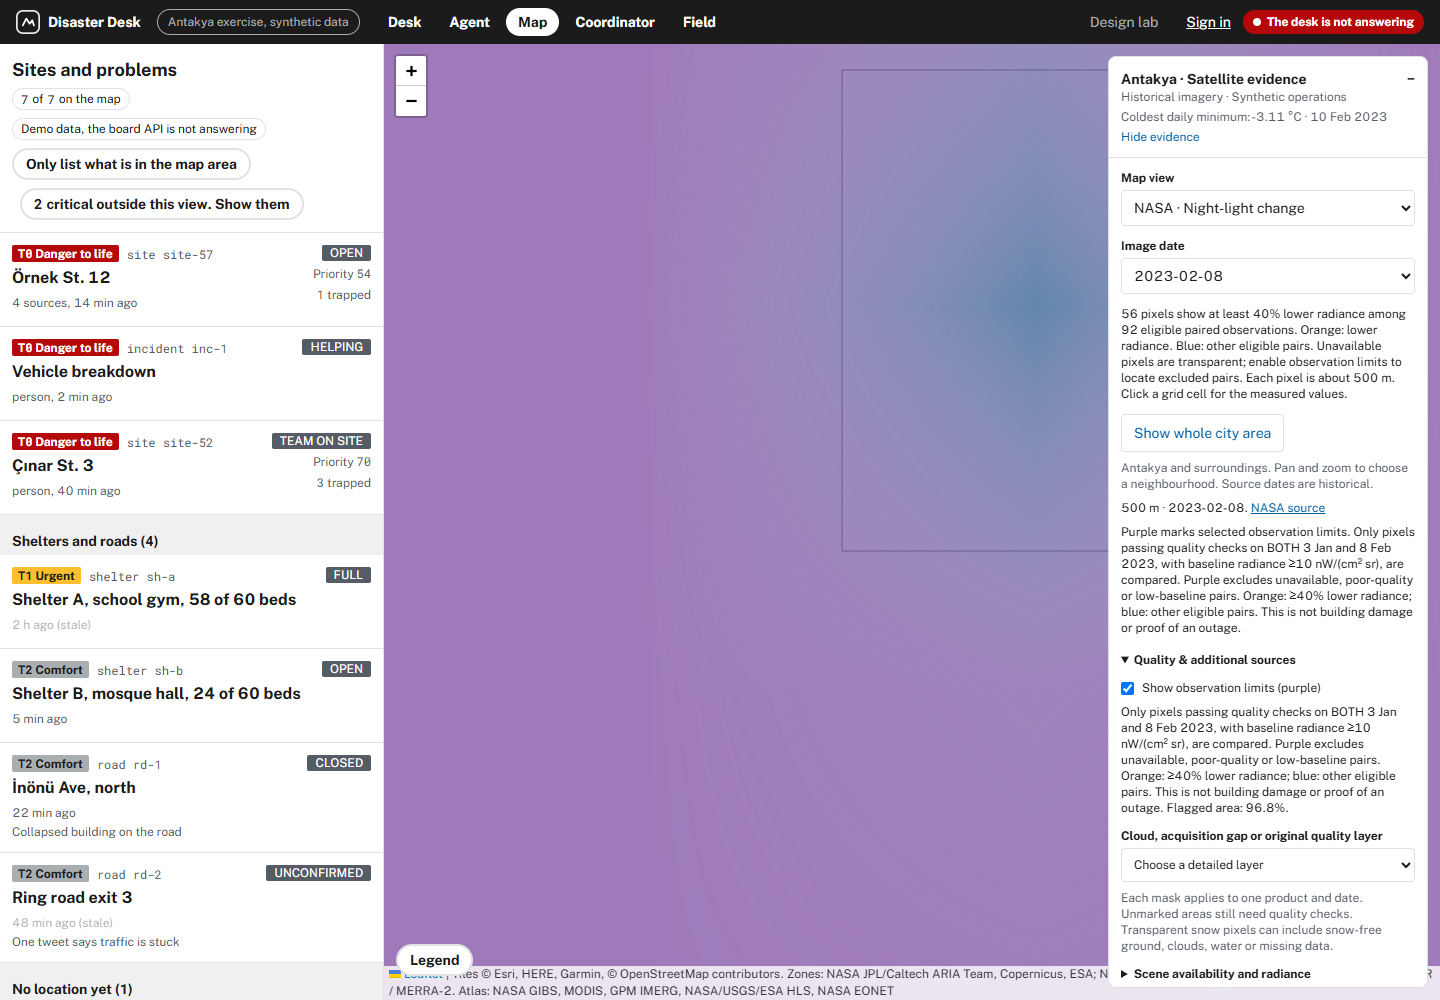 Disaster Desk
Antakya exercise, synthetic data
Desk
Agent
Map
Coordinator
Field
Design lab
Sign in
The desk is not answering
Sites and problems
7 of 7 on the map
Demo data, the board API is not answering
Only list what is in the map area
2 critical outside this view. Show them
T0 Danger to life site site-57 OPEN
Örnek St. 12 Priority 54
4 sources, 14 min ago 1 trapped
T0 Danger to life incident inc-1 HELPING
Vehicle breakdown
person, 2 min ago
T0 Danger to life site site-52 TEAM ON SITE
Çınar St. 3 Priority 70
person, 40 min ago 3 trapped
Shelters and roads (4)
T1 Urgent shelter sh-a FULL
Shelter A, school gym, 58 of 60 beds
2 h ago (stale)
T2 Comfort shelter sh-b OPEN
Shelter B, mosque hall, 24 of 60 beds
5 min ago
T2 Comfort road rd-1 CLOSED
İnönü Ave, north
22 min ago
Collapsed building on the road
T2 Comfort road rd-2 UNCONFIRMED
Ring road exit 3
48 min ago (stale)
One tweet says traffic is stuck
No location yet (1)
+
−
Legend
Tiles © Esri, HERE, Garmin, © OpenStreetMap contributors. Zones: NASA JPL/Caltech ARIA Team, Copernicus, ESA;
/ MERRA-2. Atlas: NASA GIBS, MODIS, GPM IMERG, NASA/USGS/ESA HLS, NASA EONET
Antakya · Satellite evidence −
Historical imagery · Synthetic operations
Coldest daily minimum: -3.11 °C · 10 Feb 2023
Hide evidence
Map view
NASA · Night-light change
Image date
2023-02-08
56 pixels show at least 40% lower radiance among
92 eligible paired observations. Orange: lower
radiance. Blue: other eligible pairs. Unavailable
pixels are transparent; enable observation limits to
locate excluded pairs. Each pixel is about 500 m.
Click a grid cell for the measured values.
Show whole city area
Antakya and surroundings. Pan and zoom to choose
a neighbourhood. Source dates are historical.
500 m · 2023-02-08. NASA source
Purple marks selected observation limits. Only pixels
passing quality checks on BOTH 3 Jan and 8 Feb
2023, with baseline radiance ≥10 nW/(cm² sr), are
compared. Purple excludes unavailable, poor-quality
or low-baseline pairs. Orange: ≥40% lower radiance;
blue: other eligible pairs. This is not building damage
or proof of an outage.
Quality & additional sources
Show observation limits (purple)
Only pixels passing quality checks on BOTH 3 Jan
and 8 Feb 2023, with baseline radiance ≥10
nW/(cm² sr), are compared. Purple excludes
unavailable, poor-quality or low-baseline pairs.
Orange: ≥40% lower radiance; blue: other eligible
pairs. This is not building damage or proof of an
outage. Flagged area: 96.8%.
Cloud, acquisition gap or original quality layer
Choose a detailed layer
Each mask applies to one product and date.
Unmarked areas still need quality checks.
Transparent snow pixels can include snow-free
ground, clouds, water or missing data.
Scene availability and radiance